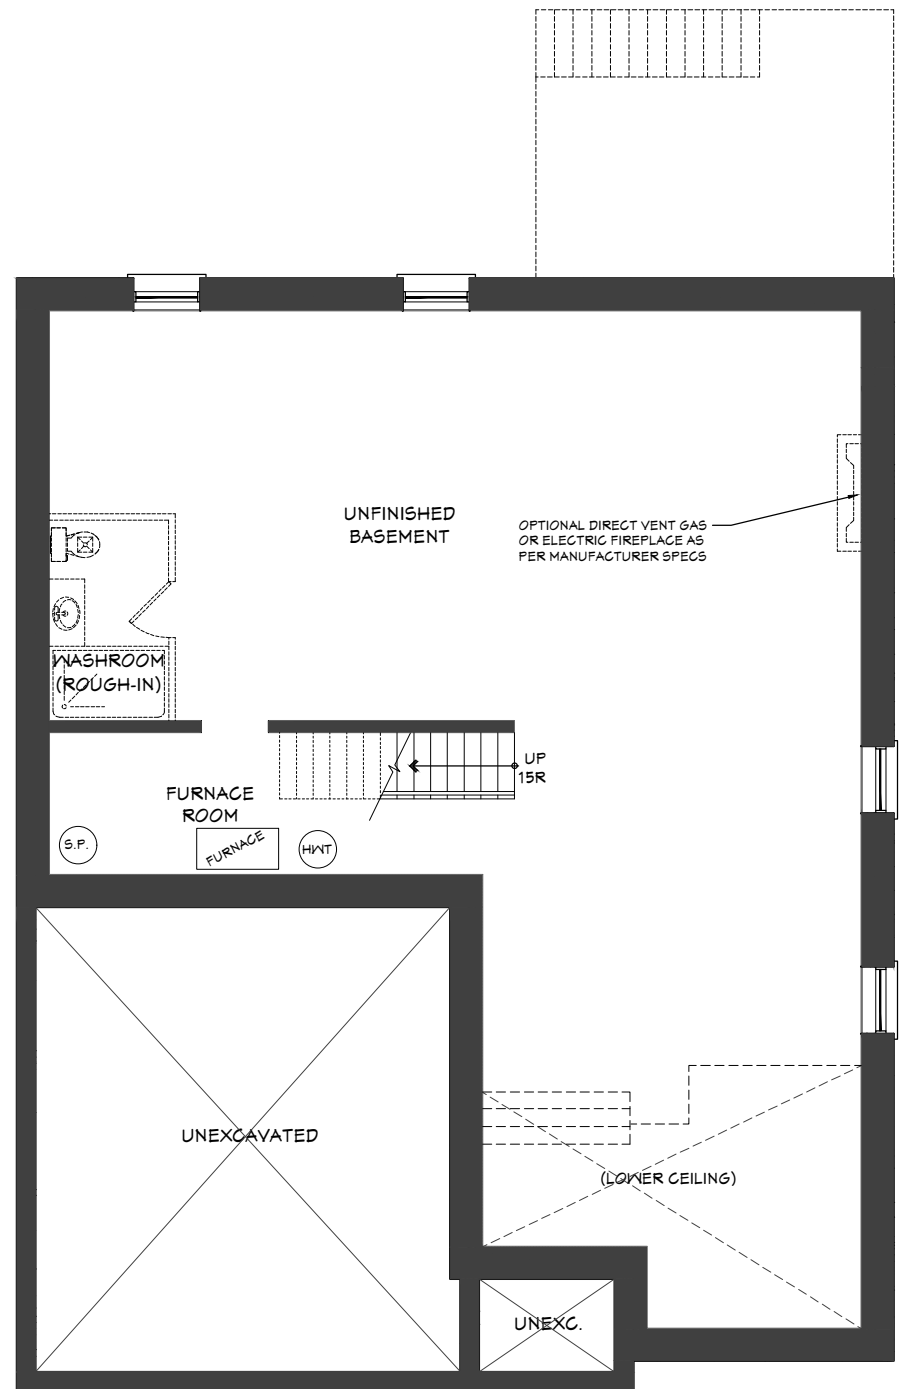 UNFINISHED
BASEMENT
OPTIONAL DIRECT VENT GAS
OR ELECTRIC FIREPLACE AS
PER MANUFACTURER SPECS
WASHROOM
(ROUGH-IN)
UP
15R
FURNACE
ROOM
S.P.
FURNACE
HWT
UNEXCAVATED
(LOWER CEILING)
UNEXC.